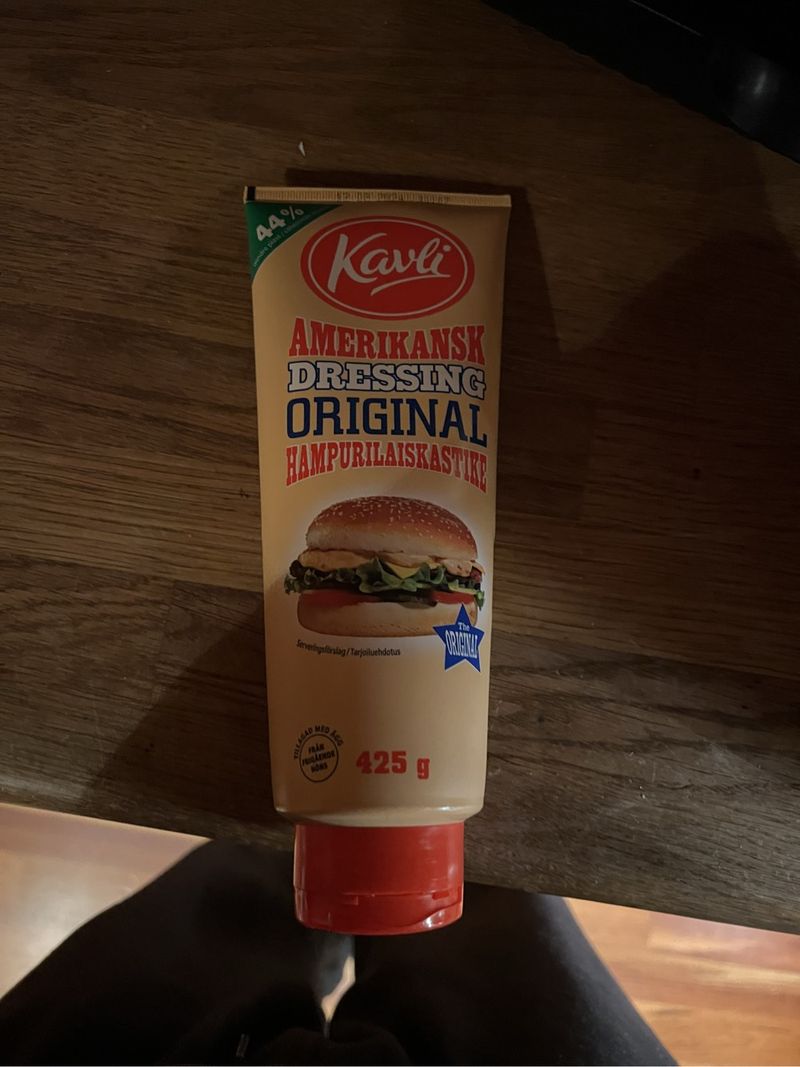 44%
Kavli
AMERIKANSK
DRESSING
ORIGINAL
HAMPURILAISKASTIKE
The
ORIGINAL
Serveringsförslag/Tarjoiluehdotus
TILLAGAD MED ÄGG
FRÅN
FRIGÅENDE
HÖNS
425 g